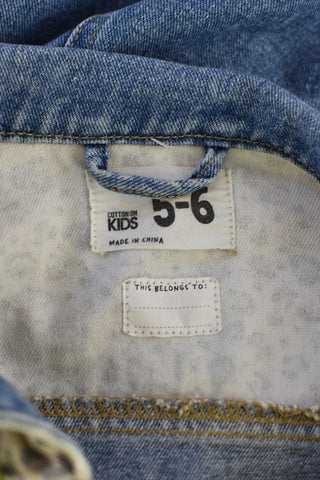 COTTON:ON
KIDS
5-6
MADE IN CHINA
THIS BELONGS TO: